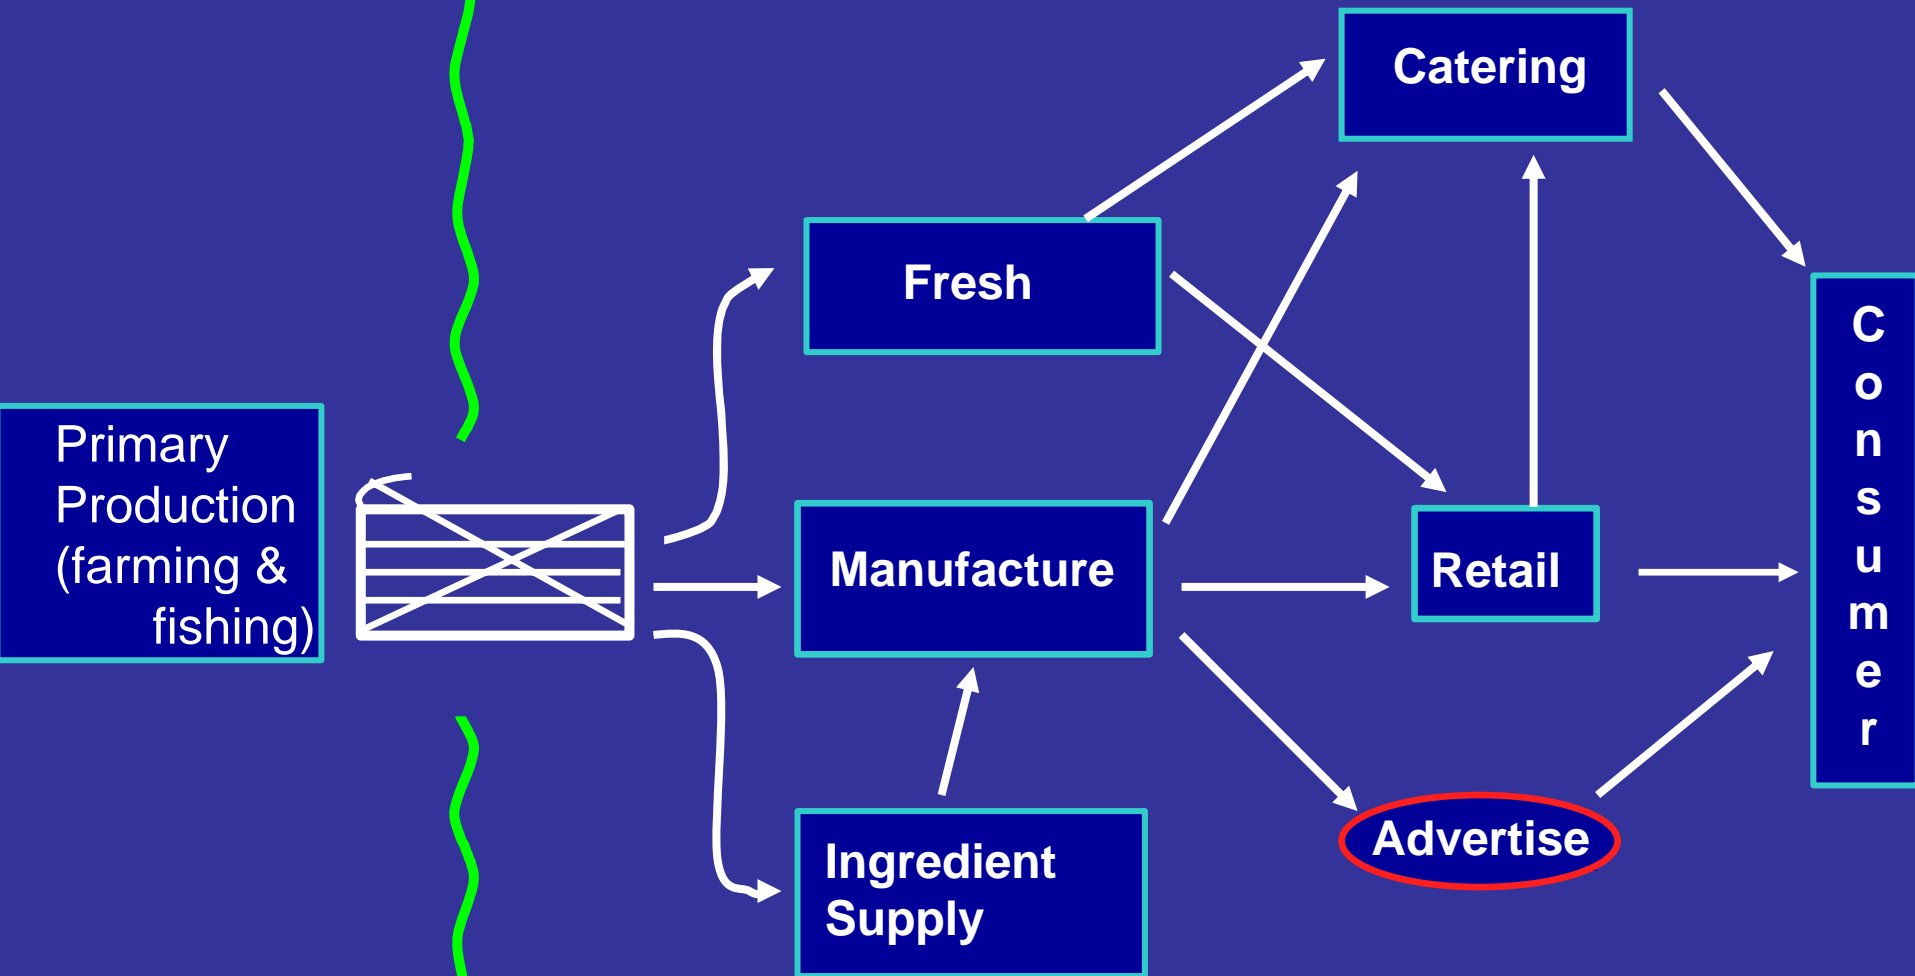 Catering
Fresh
Primary
Production
(farming &
fishing)
Manufacture
Retail
C
o
n
s
u
m
e
r
Advertise
Ingredient
Supply